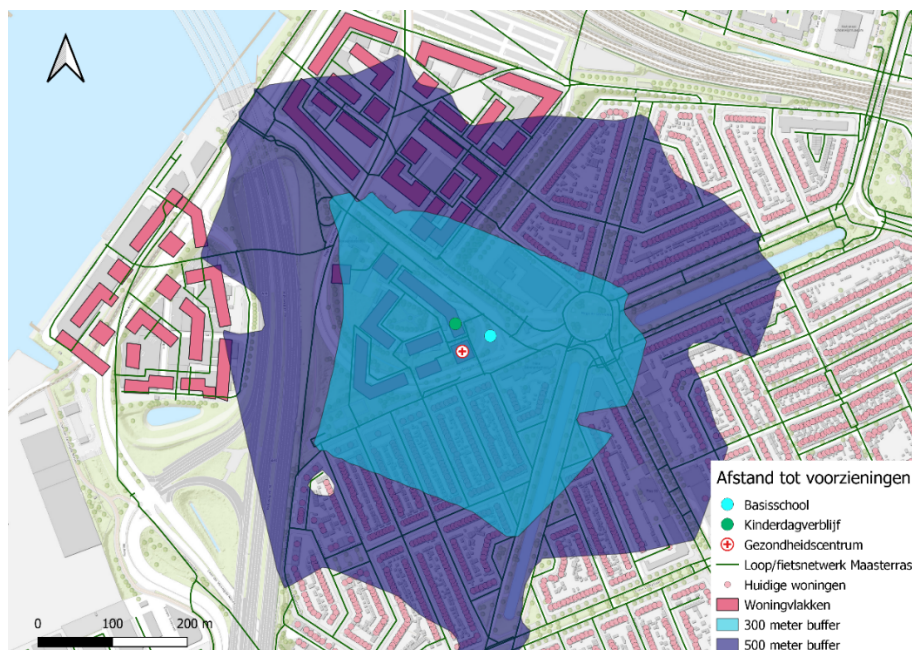 Afstand tot voorzieningen
Basisschool
Kinderdagverblijf
Gezondheidscentrum
Loop/fietsnetwerk Maasterras
Huidige woningen
Woningvlakken
300 meter buffer
500 meter buffer
0 100 200 m